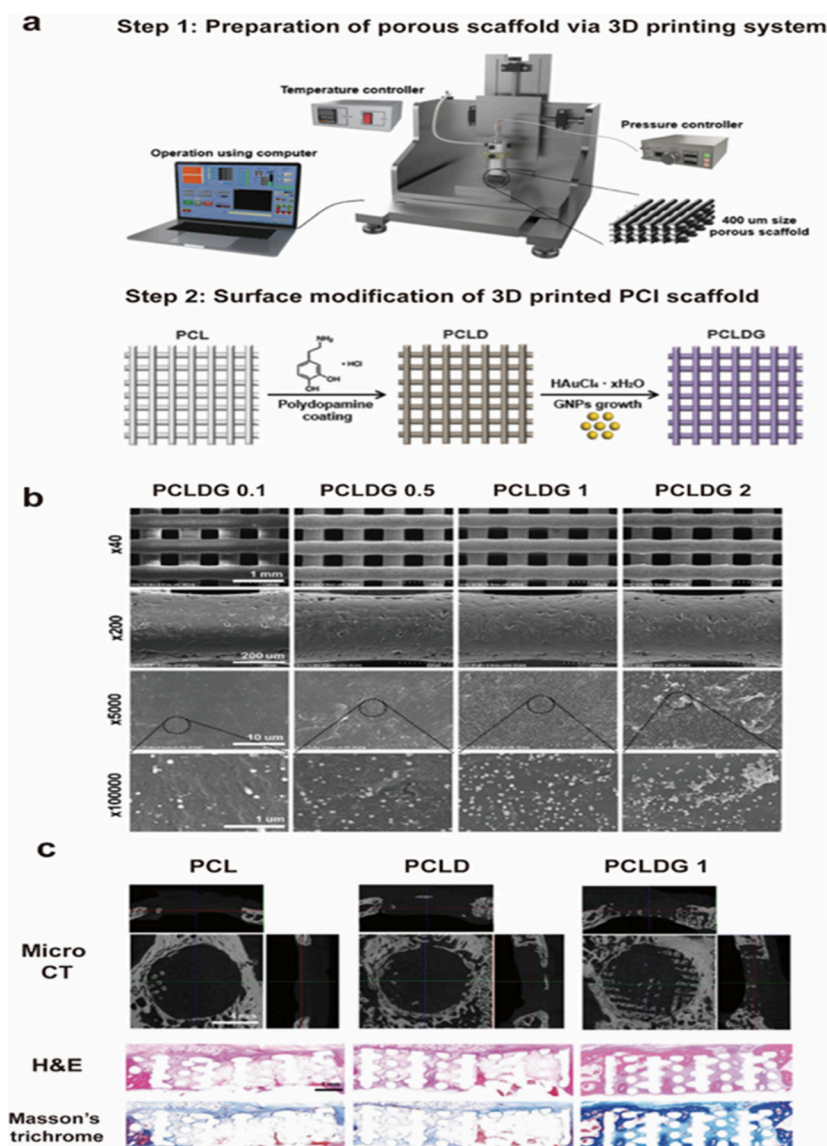 a
Step 1: Preparation of porous scaffold via 3D printing system
Temperature controller
Pressure controller
Operation using computer
400 um size
porous scaffold
Step 2: Surface modification of 3D printed PCl scaffold
PCL
PCLD
PCLDG
NH₂
• HCl
OH
OH
Polydopamine
coating
HAuCl₄ · xH₂O
GNPs growth
b
PCLDG 0.1
PCLDG 0.5
PCLDG 1
PCLDG 2
x40
1 mm
x200
200 um
x5000
10 um
x100000
1 um
c
PCL
PCLD
PCLDG 1
Micro
CT
H&E
Masson's
trichrome